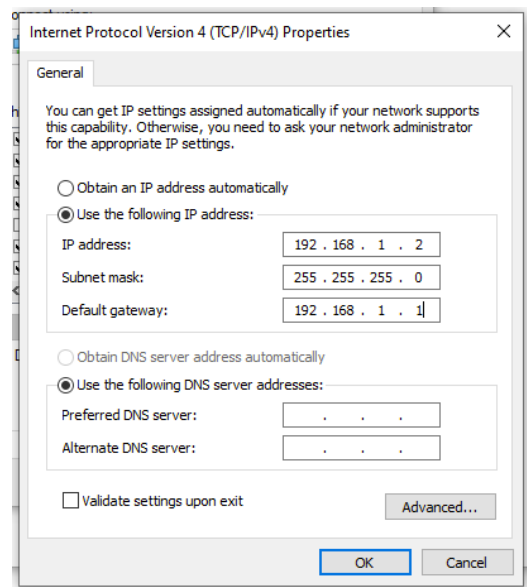 Internet Protocol Version 4 (TCP/IPv4) Properties
General
You can get IP settings assigned automatically if your network supports
this capability. Otherwise, you need to ask your network administrator
for the appropriate IP settings.
Obtain an IP address automatically
Use the following IP address:
IP address: 192 . 168 . 1 . 2
Subnet mask: 255 . 255 . 255 . 0
Default gateway: 192 . 168 . 1 . 1
Obtain DNS server address automatically
Use the following DNS server addresses:
Preferred DNS server: . . .
Alternate DNS server: . . .
Validate settings upon exit
Advanced...
OK Cancel